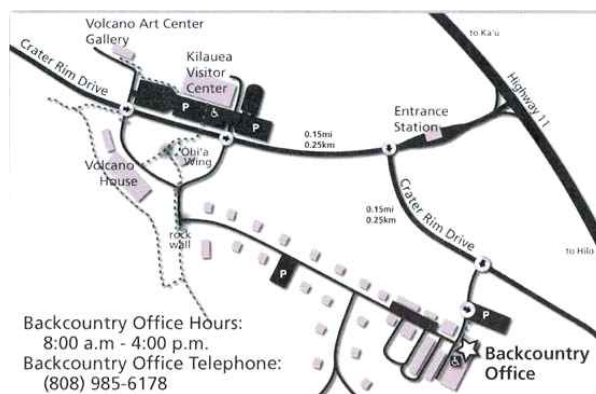 Volcano Art Center
Gallery
to Ka'u
Crater Rim Drive
Kilauea
Visitor
Center
Highway 11
P
P
Entrance
Station
0.15mi
0.25km
Ohi'a
Wing
Volcano
House
0.15mi
0.25km
Crater Rim Drive
rock
wall
to Hilo
P
P
Backcountry Office Hours:
8:00 a.m - 4:00 p.m.
Backcountry Office Telephone:
(808) 985-6178
Backcountry
Office